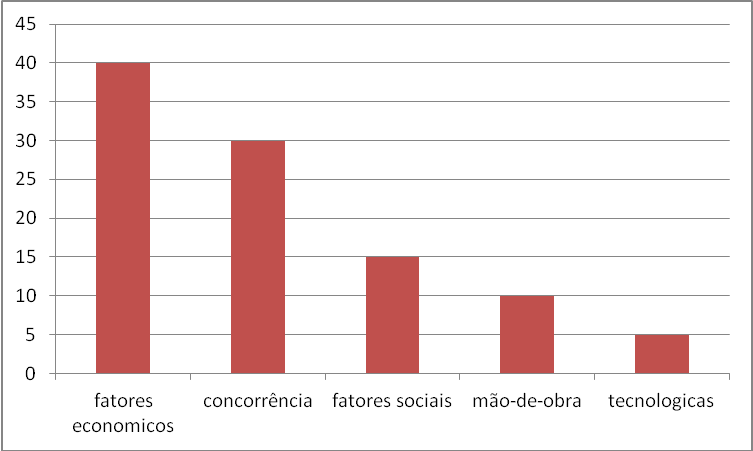 45
40
35
30
25
20
15
10
5
0
fatores economicos
concorrência
fatores sociais
mão-de-obra
tecnologicas